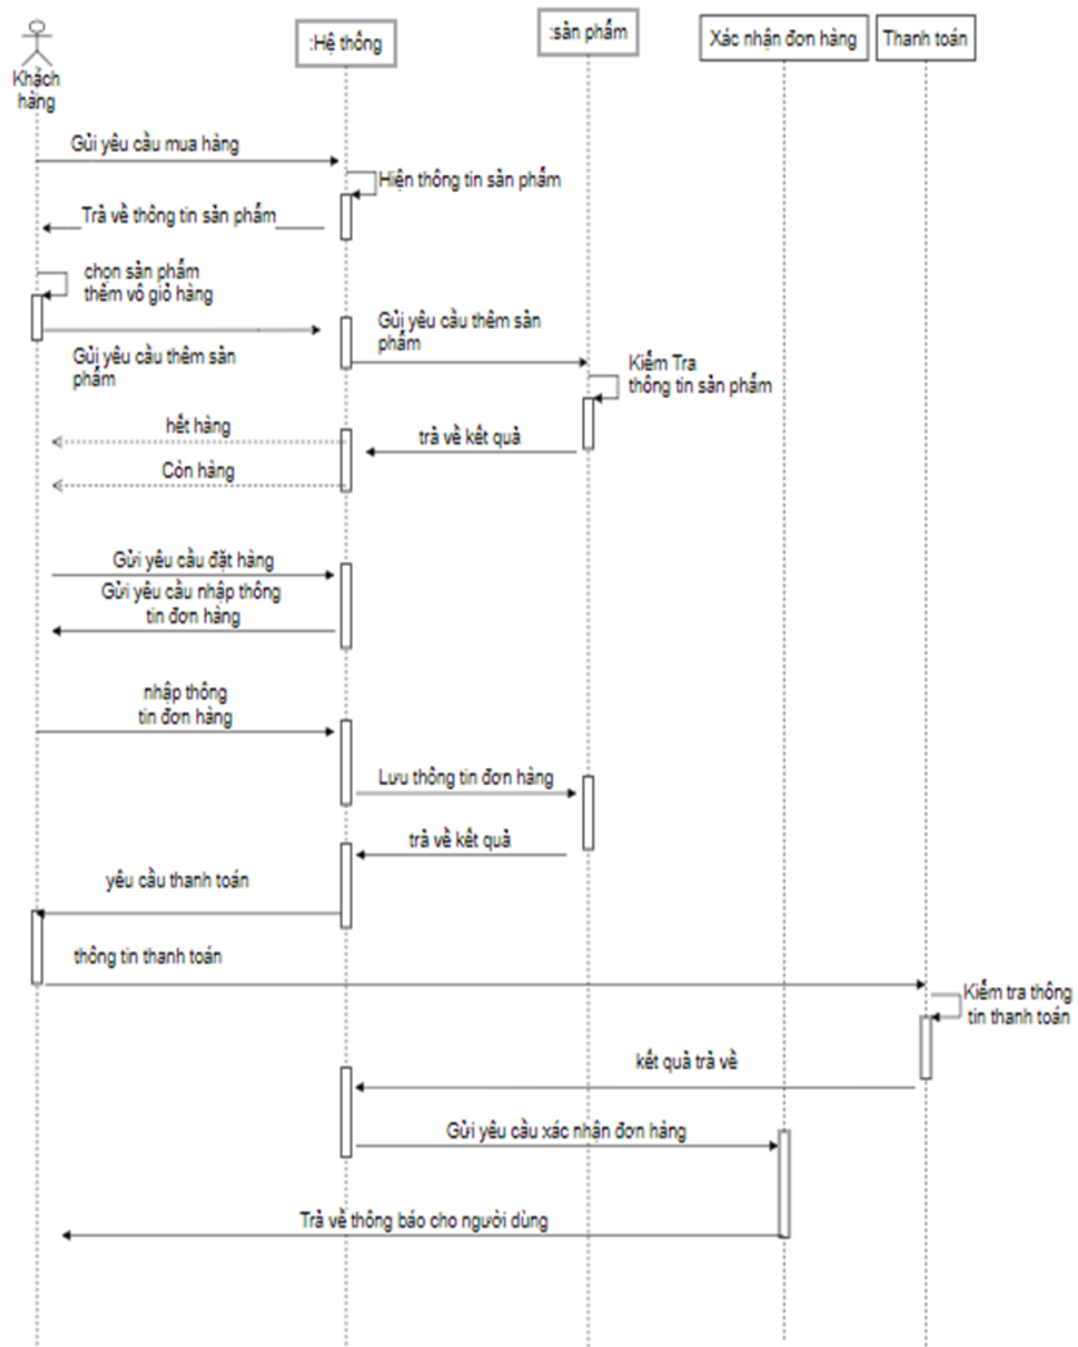 Khách
hàng
:Hệ thống
:sản phẩm
Xác nhận đơn hàng
Thanh toán
Gủi yêu cầu mua hàng
Hiện thông tin sản phẩm
Trả về thông tin sản phẩm
chọn sản phẩm
thêm vô giỏ hàng
Gủi yêu cầu thêm sản
phẩm
Gủi yêu cầu thêm sản
phẩm
Kiểm Tra
thông tin sản phẩm
hết hàng
trả về kết quả
Còn hàng
Gửi yêu cầu đặt hàng
Gửi yêu cầu nhập thông
tin đơn hàng
nhập thông
tin đơn hàng
Lưu thông tin đơn hàng
trả về kết quả
yêu cầu thanh toán
thông tin thanh toán
Kiểm tra thông
tin thanh toán
kết quả trả về
Gửi yêu cầu xác nhận đơn hàng
Trả về thông báo cho người dùng